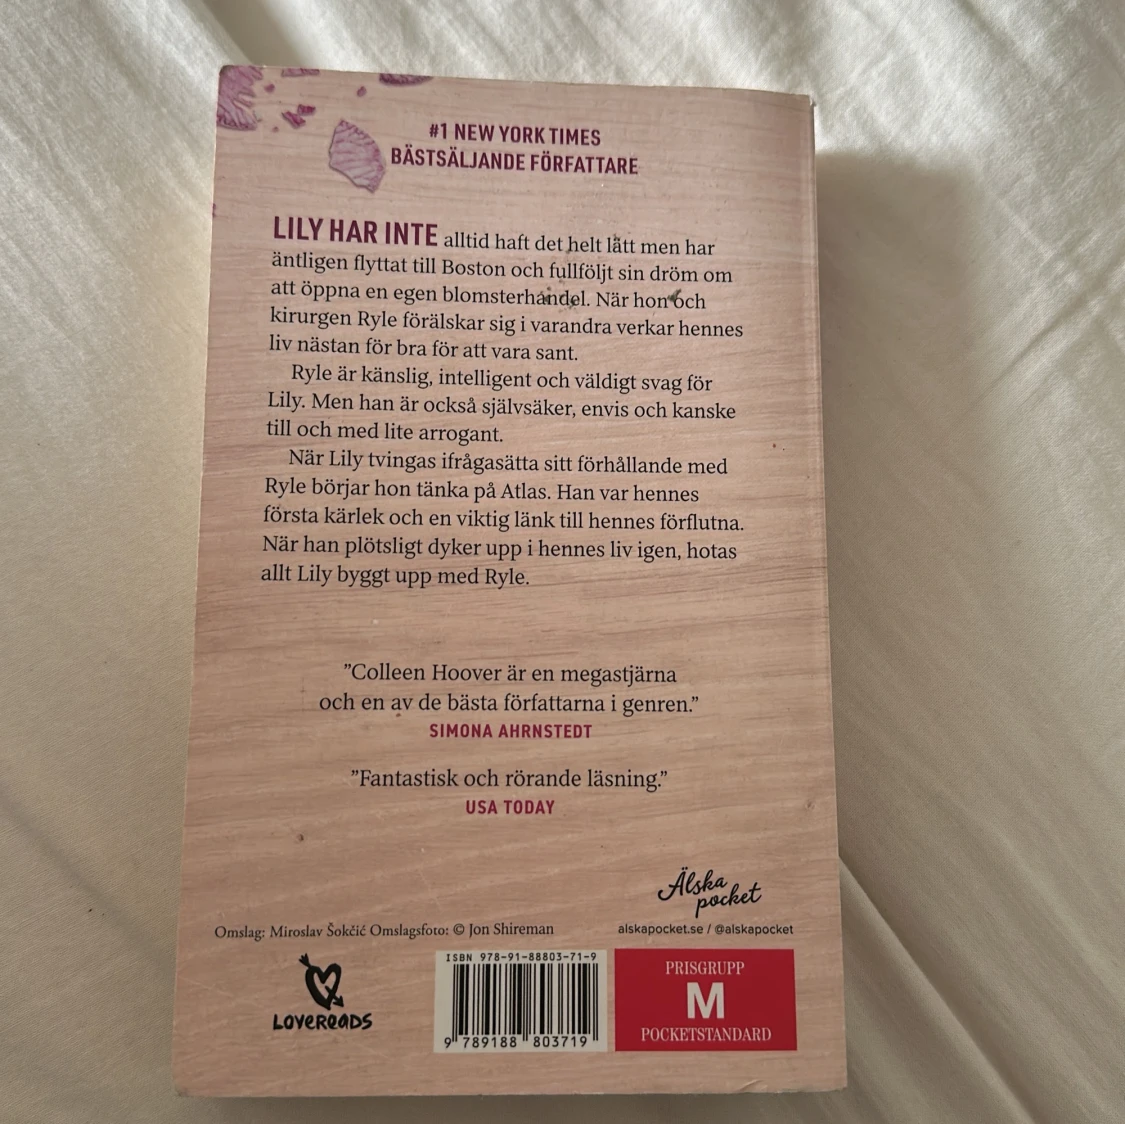 #1 NEW YORK TIMES
BÄSTSÄLJANDE FÖRFATTARE
LILY HAR INTE alltid haft det helt lätt men har
äntligen flyttat till Boston och fullföljt sin dröm om
att öppna en egen blomsterhandel. När hon och
kirurgen Ryle förälskar sig i varandra verkar hennes
liv nästan för bra för att vara sant.
Ryle är känslig, intelligent och väldigt svag för
Lily. Men han är också självsäker, envis och kanske
till och med lite arrogant.
När Lily tvingas ifrågasätta sitt förhållande med
Ryle börjar hon tänka på Atlas. Han var hennes
första kärlek och en viktig länk till hennes förflutna.
När han plötsligt dyker upp i hennes liv igen, hotas
allt Lily byggt upp med Ryle.
”Colleen Hoover är en megastjärna
och en av de bästa författarna i genren.”
SIMONA AHRNSTEDT
”Fantastisk och rörande läsning.”
USA TODAY
Älska
pocket
Omslag: Miroslav Šokčić Omslagsfoto: © Jon Shireman
alskapocket.se / @alskapocket
LOVEREADS
ISBN 978-91-88803-71-9
9 789188 803719
PRISGRUPP
M
POCKETSTANDARD